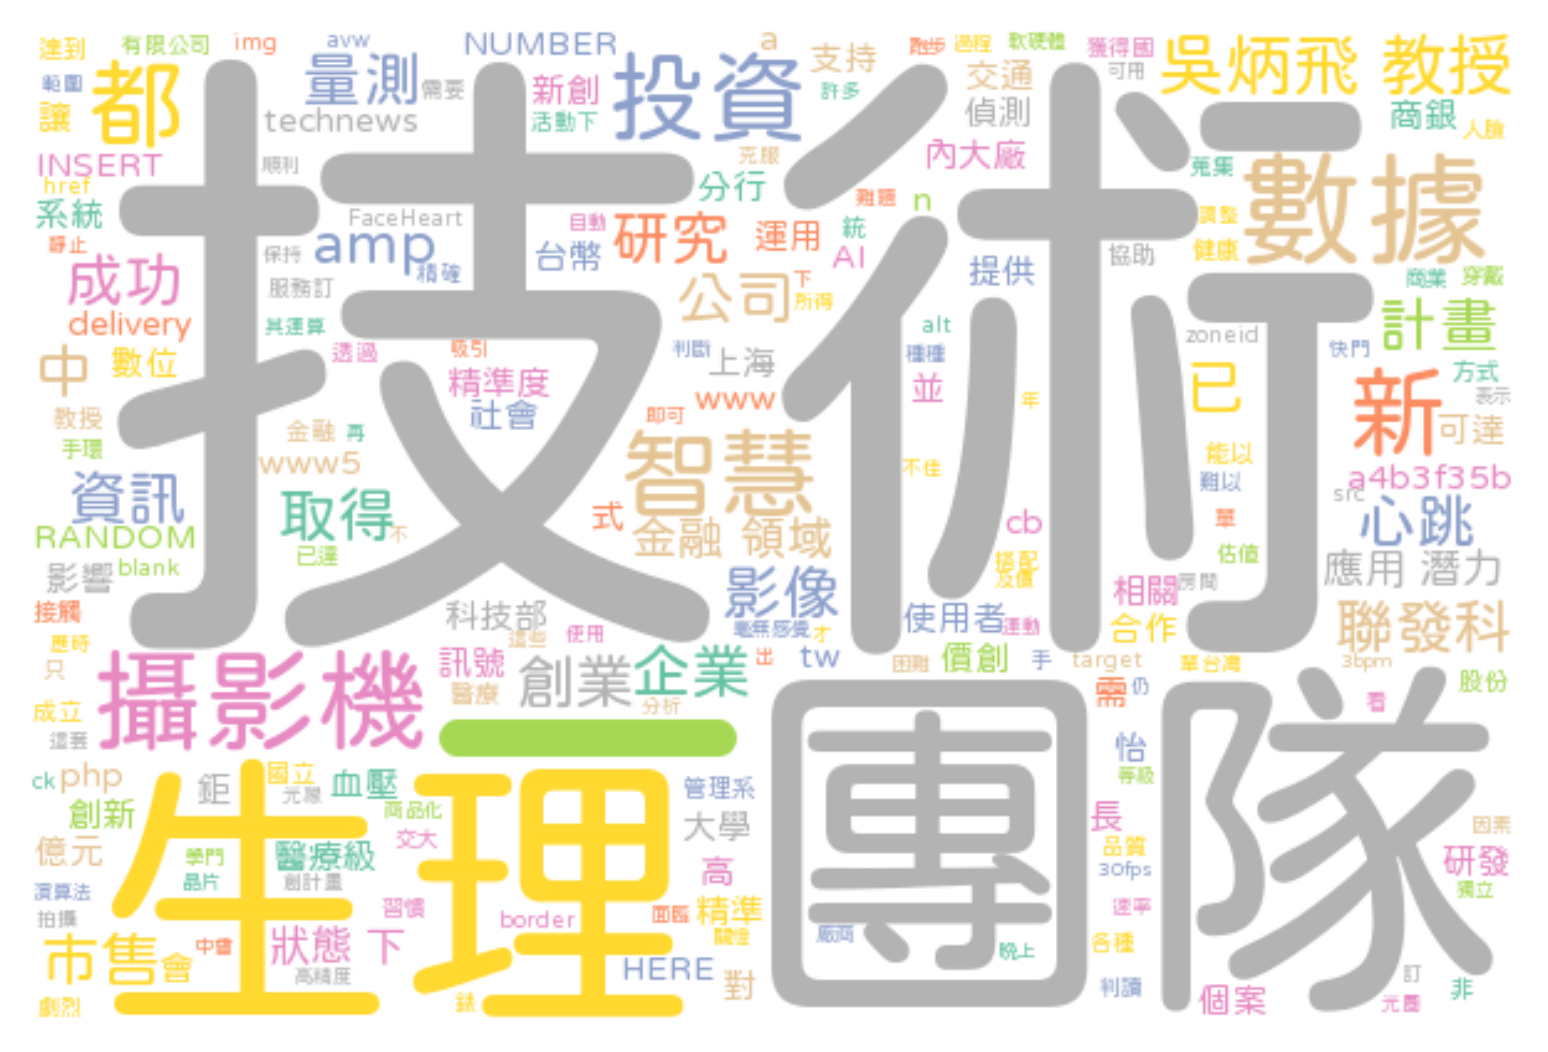 達到 有限公司 img avw NUMBER a 支持 跑步 過程 軟硬體 獲得國 吳炳飛 教授
範圍 都 量測 需要 新創 投資 許多 交通 可用
讓 technews 活動下 偵測 商銀 人臉
INSERT 順利 克服 內大廠 蒐集 數據
href 分行 難題 n
系統 FaceHeart 自動 研究 運用 統 調整
靜止 保持 amp 台幣 AI 協助 健康
技術
成功 服務訂 精確 公司 下 所得 提供 商業 穿戴
delivery 其運算 alt zoneid 計畫
中 數位 透過 吸引 判斷 上海 種種 快門
精準度 www 並 已 新 方式
教授 社會 即可 年 表示
手環 金融 再 可達
www5 智慧 不佳 能以
資訊 取得 不 式 難以 a4b3f35b
src
RANDOM 已達 金融 領域 cb 單 心跳
影響 blank 搭配 估值 應用 潛力
及價
接觸 科技部 影像 使用者 相關 房間
應時 這些 使用 毫無感覺 才 運動 合作 聯發科
只 攝影機 訊號 創業 企業 出 tw 困難 價創 手 target 單台灣 3bpm 股份
成立 醫療 分析 需 仍 看
這套 一 團隊 怡
ck php 鉅 國立 血壓 管理系 等級
光源 商品化
創新 生理 交大 大學 長 因素
億元 學門 醫療級 品質 研發
晶片 創計畫 高 30fps 獨立
演算法 習慣 速率
拍攝 border 面臨 精準 廠商
市售 中會 狀態 下 關燈 晚上 各種
會 高精度 HERE 對 判讀 訂 非
劇烈 錶 個案 光圈